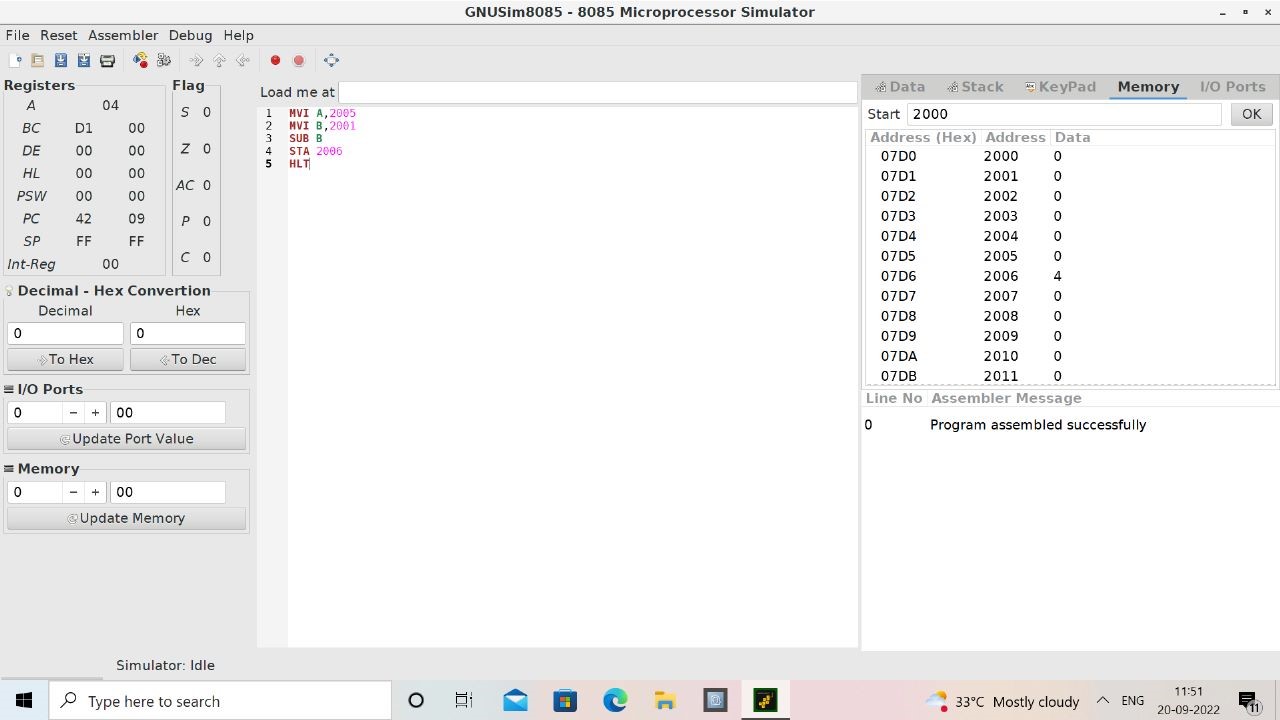 GNUSim8085 - 8085 Microprocessor Simulator
File Reset Assembler Debug Help
Registers
A 04
BC D1 00
DE 00 00
HL 00 00
PSW 00 00
PC 42 09
SP FF FF
Int-Reg 00
Flag
S 0
Z 0
AC 0
P 0
C 0
Decimal - Hex Convertion
Decimal Hex
0 0
To Hex To Dec
I/O Ports
0 − + 00
Update Port Value
Memory
0 − + 00
Update Memory
Load me at
1 MVI A,2005
2 MVI B,2001
3 SUB B
4 STA 2006
5 HLT
Data Stack KeyPad Memory I/O Ports
Start 2000 OK
Address (Hex) Address Data
07D0 2000 0
07D1 2001 0
07D2 2002 0
07D3 2003 0
07D4 2004 0
07D5 2005 0
07D6 2006 4
07D7 2007 0
07D8 2008 0
07D9 2009 0
07DA 2010 0
07DB 2011 0
Line No Assembler Message
0 Program assembled successfully
Simulator: Idle
Type here to search
33°C Mostly cloudy
ENG
11:51
20-09-2022
11